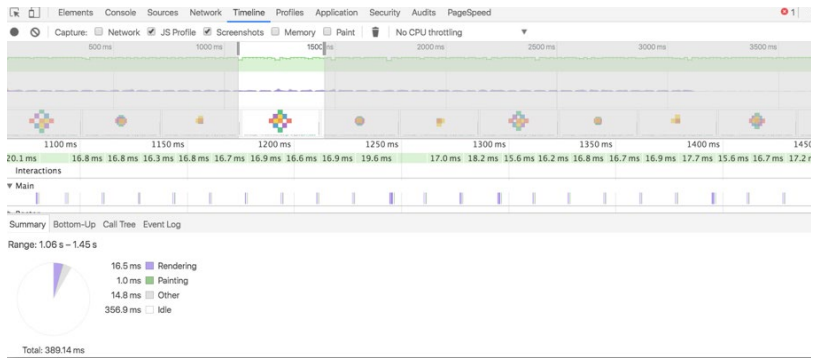 Elements Console Sources Network Timeline Profiles Application Security Audits PageSpeed 1
Capture: Network JS Profile Screenshots Memory Paint No CPU throttling
500 ms 1000 ms 1500 ms 2000 ms 2500 ms 3000 ms 3500 ms
1100 ms 1150 ms 1200 ms 1250 ms 1300 ms 1350 ms 1400 ms 1450
20.1 ms 16.8 ms 16.8 ms 16.3 ms 16.8 ms 16.7 ms 16.9 ms 16.6 ms 16.9 ms 19.6 ms 17.0 ms 18.2 ms 15.6 ms 16.2 ms 16.8 ms 16.7 ms 16.9 ms 17.7 ms 15.6 ms 16.7 ms 17.2
Interactions
Main
Summary Bottom-Up Call Tree Event Log
Range: 1.06 s – 1.45 s
16.5 ms Rendering
1.0 ms Painting
14.8 ms Other
356.9 ms Idle
Total: 389.14 ms